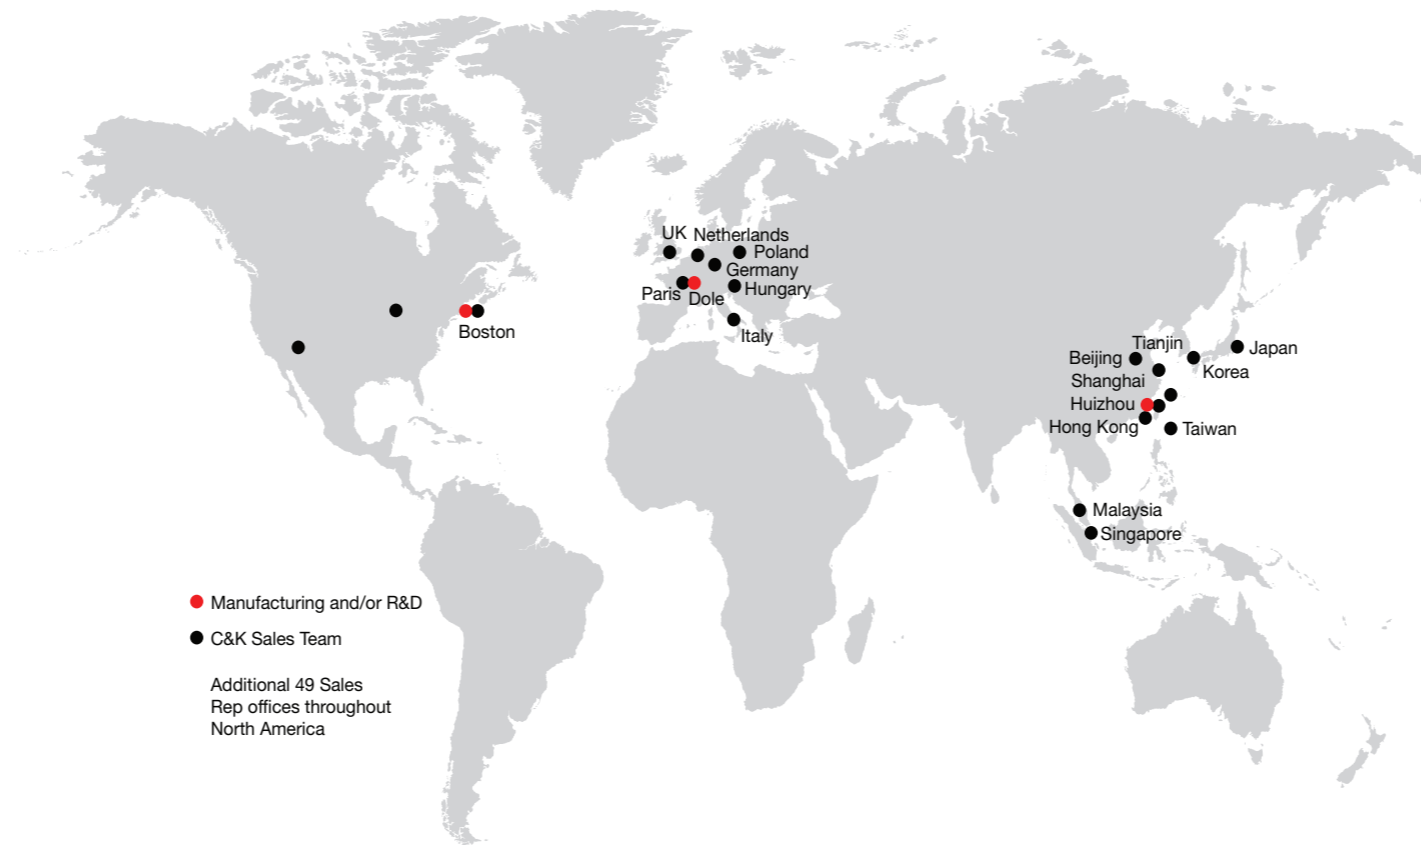 UK
Netherlands
Poland
Germany
Paris
Dole
Hungary
Italy
Boston
Tianjin
Japan
Beijing
Korea
Shanghai
Huizhou
Hong Kong
Taiwan
Malaysia
Singapore
Manufacturing and/or R&D
C&K Sales Team
Additional 49 Sales
Rep offices throughout
North America